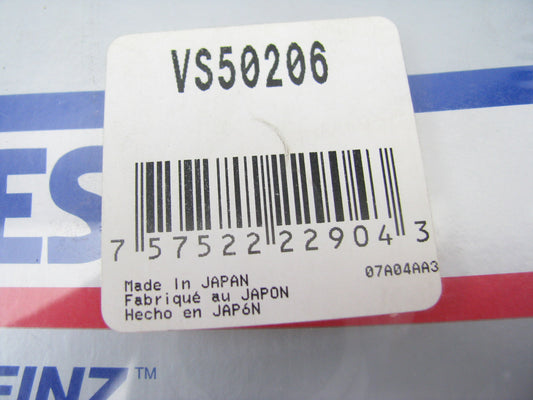 VS50206
ES
7 57522 22904 3
07A04AA3
Made In JAPAN
Fabriqué au JAPON
Hecho en JAPóN
EINZ™